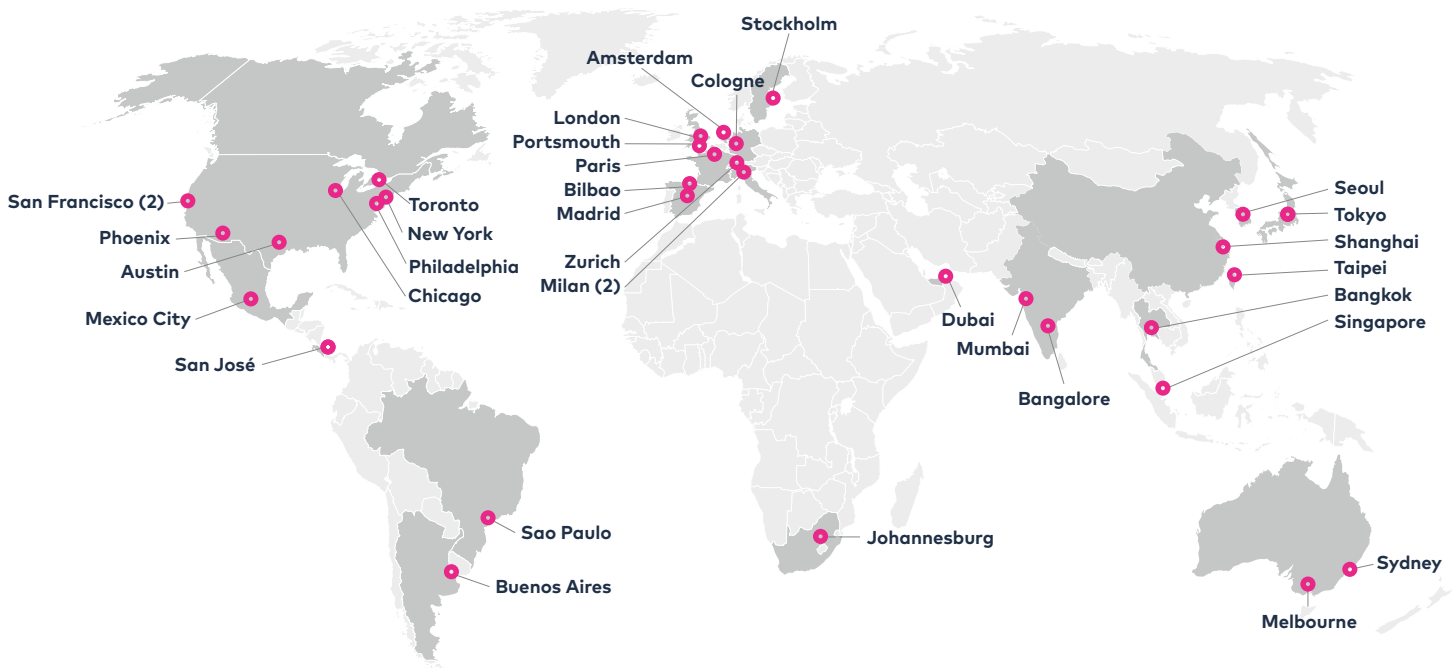 Stockholm
Amsterdam
Cologne
London
Portsmouth
Paris
Bilbao
Madrid
Zurich
Milan (2)
San Francisco (2)
Phoenix
Austin
Mexico City
San José
Toronto
New York
Philadelphia
Chicago
Sao Paulo
Buenos Aires
Johannesburg
Dubai
Mumbai
Bangalore
Seoul
Tokyo
Shanghai
Taipei
Bangkok
Singapore
Sydney
Melbourne